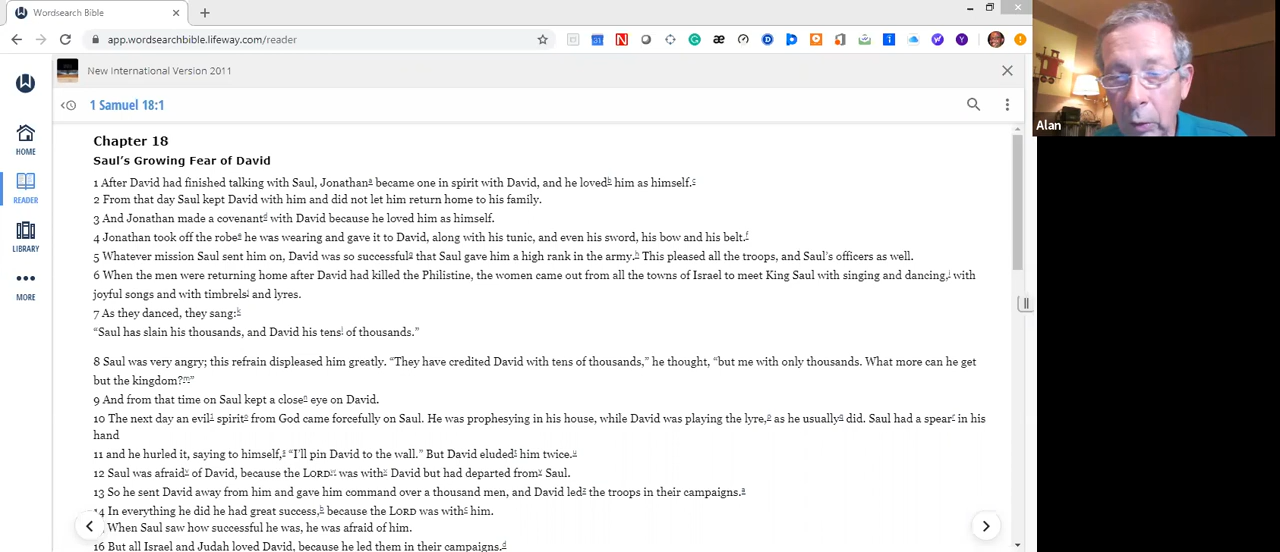 Wordsearch Bible
app.wordsearchbible.lifeway.com/reader
New International Version 2011
1 Samuel 18:1
HOME
READER
LIBRARY
MORE
Chapter 18
Saul's Growing Fear of David
1 After David had finished talking with Saul, Jonathanᵃ became one in spirit with David, and he lovedᵇ him as himself.ᶜ
2 From that day Saul kept David with him and did not let him return home to his family.
3 And Jonathan made a covenantᵈ with David because he loved him as himself.
4 Jonathan took off the robeᵉ he was wearing and gave it to David, along with his tunic, and even his sword, his bow and his belt.ᶠ
5 Whatever mission Saul sent him on, David was so successfulᵍ that Saul gave him a high rank in the army.ʰ This pleased all the troops, and Saul's officers as well.
6 When the men were returning home after David had killed the Philistine, the women came out from all the towns of Israel to meet King Saul with singing and dancing,ⁱ with
joyful songs and with timbrelsʲ and lyres.
7 As they danced, they sang:ᵏ
“Saul has slain his thousands, and David his tensˡ of thousands.”
8 Saul was very angry; this refrain displeased him greatly. “They have credited David with tens of thousands,” he thought, “but me with only thousands. What more can he get
but the kingdom?ᵐ”
9 And from that time on Saul kept a closeⁿ eye on David.
10 The next day an evil¹ spiritᵒ from God came forcefully on Saul. He was prophesying in his house, while David was playing the lyre,ᵖ as he usually did. Saul had a spearʳ in his
hand
11 and he hurled it, saying to himself,ˢ “I'll pin David to the wall.” But David eludedᵗ him twice.ᵘ
12 Saul was afraidᵛ of David, because the LORDʷ was withˣ David but had departed fromʸ Saul.
13 So he sent David away from him and gave him command over a thousand men, and David ledᶻ the troops in their campaigns.ᵃ
14 In everything he did he had great success,ᵇ because the LORD was withᶜ him.
When Saul saw how successful he was, he was afraid of him.
16 But all Israel and Judah loved David, because he led them in their campaigns.ᵈ
Alan